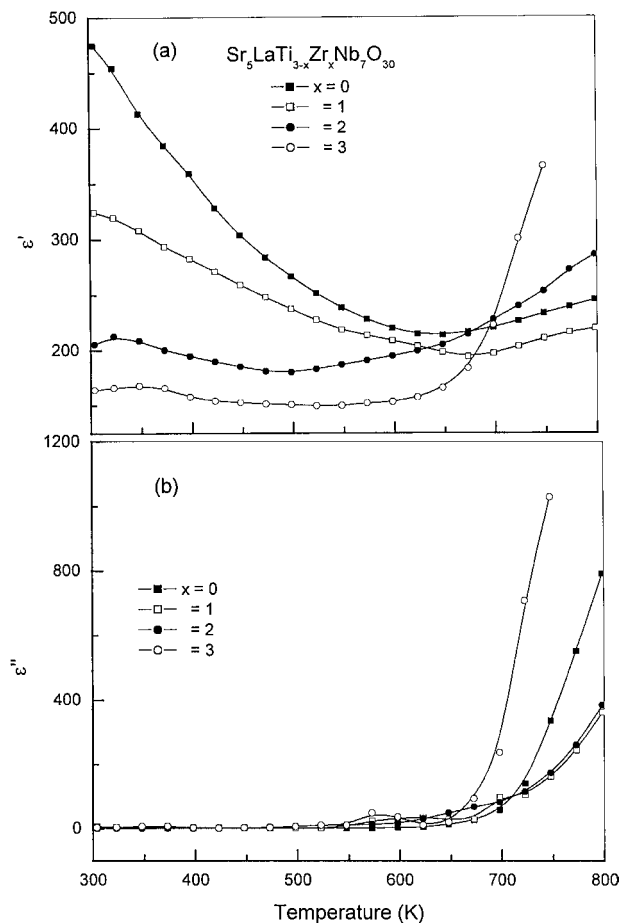 500
(a) Sr₅LaTi₃₋ₓZrₓNb₇O₃₀
x = 0
= 1
= 2
= 3
400
300
200
ε'
1200
(b)
x = 0
= 1
= 2
= 3
800
400
0
ε''
300 400 500 600 700 800
Temperature (K)